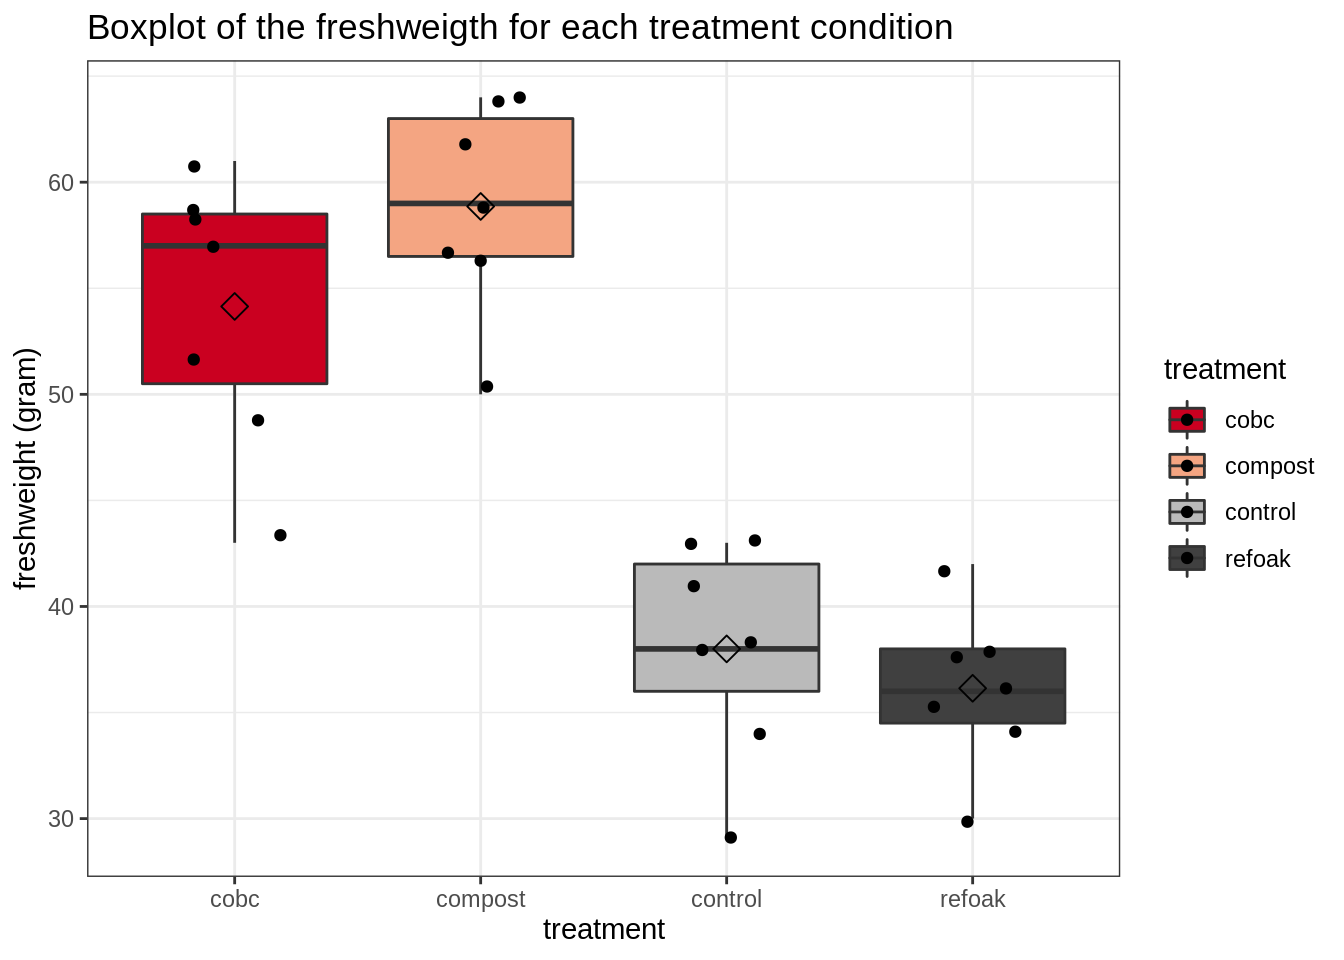 Boxplot of the freshweigth for each treatment condition
freshweight (gram)
60
50
40
30
cobc
compost
control
refoak
treatment
treatment
cobc
compost
control
refoak